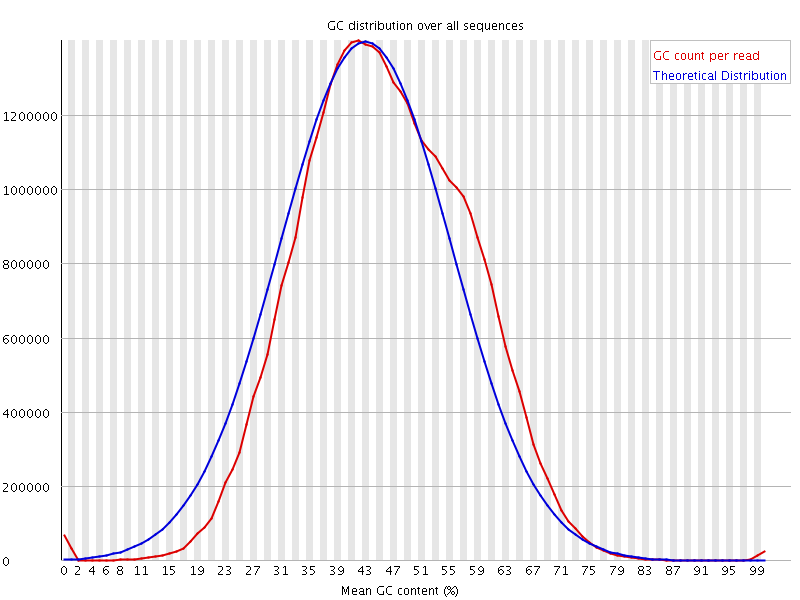 GC distribution over all sequences
GC count per read
Theoretical Distribution
1200000
1000000
800000
600000
400000
200000
0
0 2 4 6 8 11 15 19 23 27 31 35 39 43 47 51 55 59 63 67 71 75 79 83 87 91 95 99
Mean GC content (%)